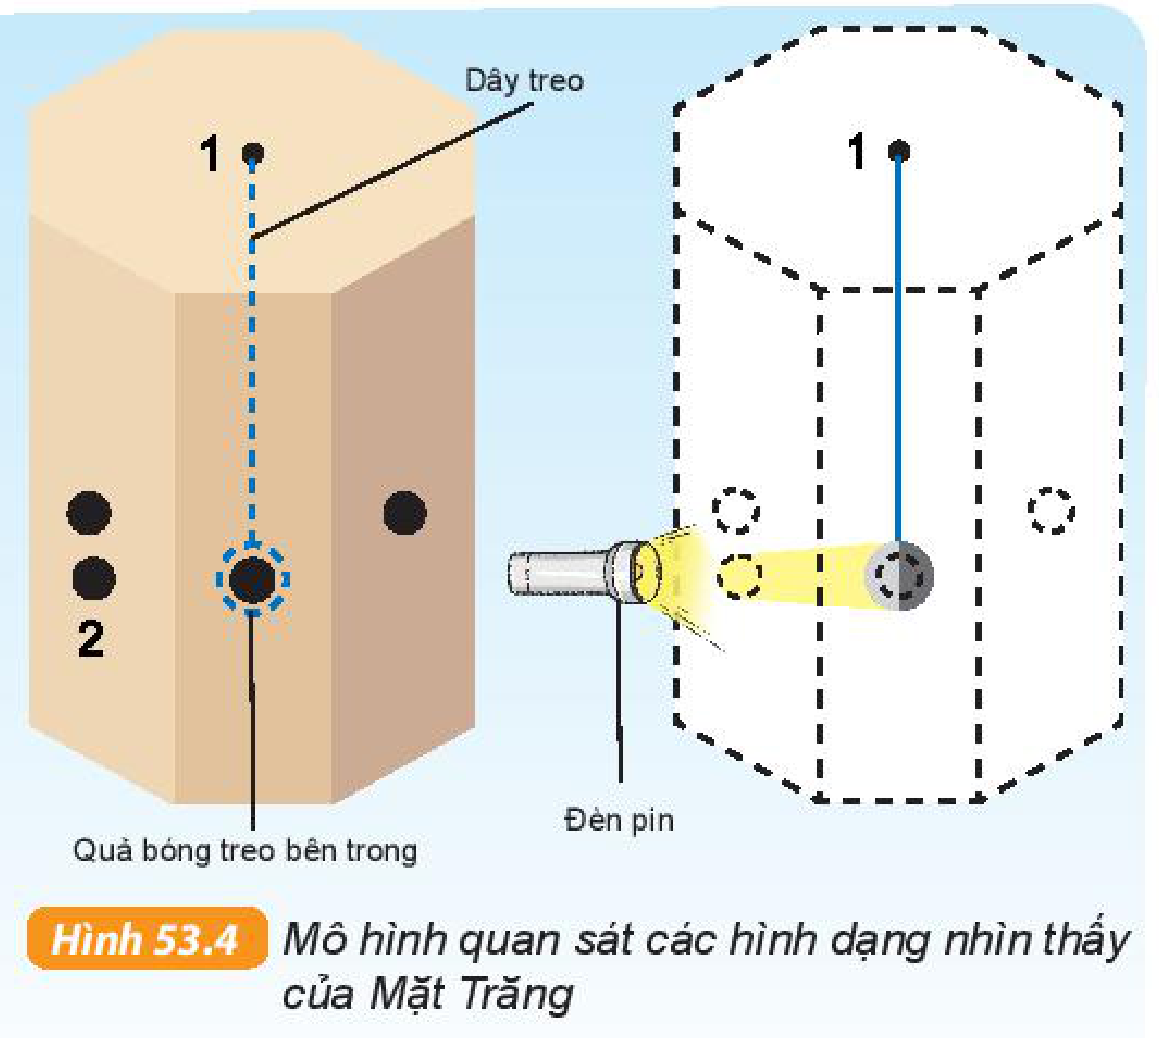 Dây treo
1
1
2
Đèn pin
Quả bóng treo bên trong
Hình 53.4 Mô hình quan sát các hình dạng nhìn thấy
của Mặt Trăng